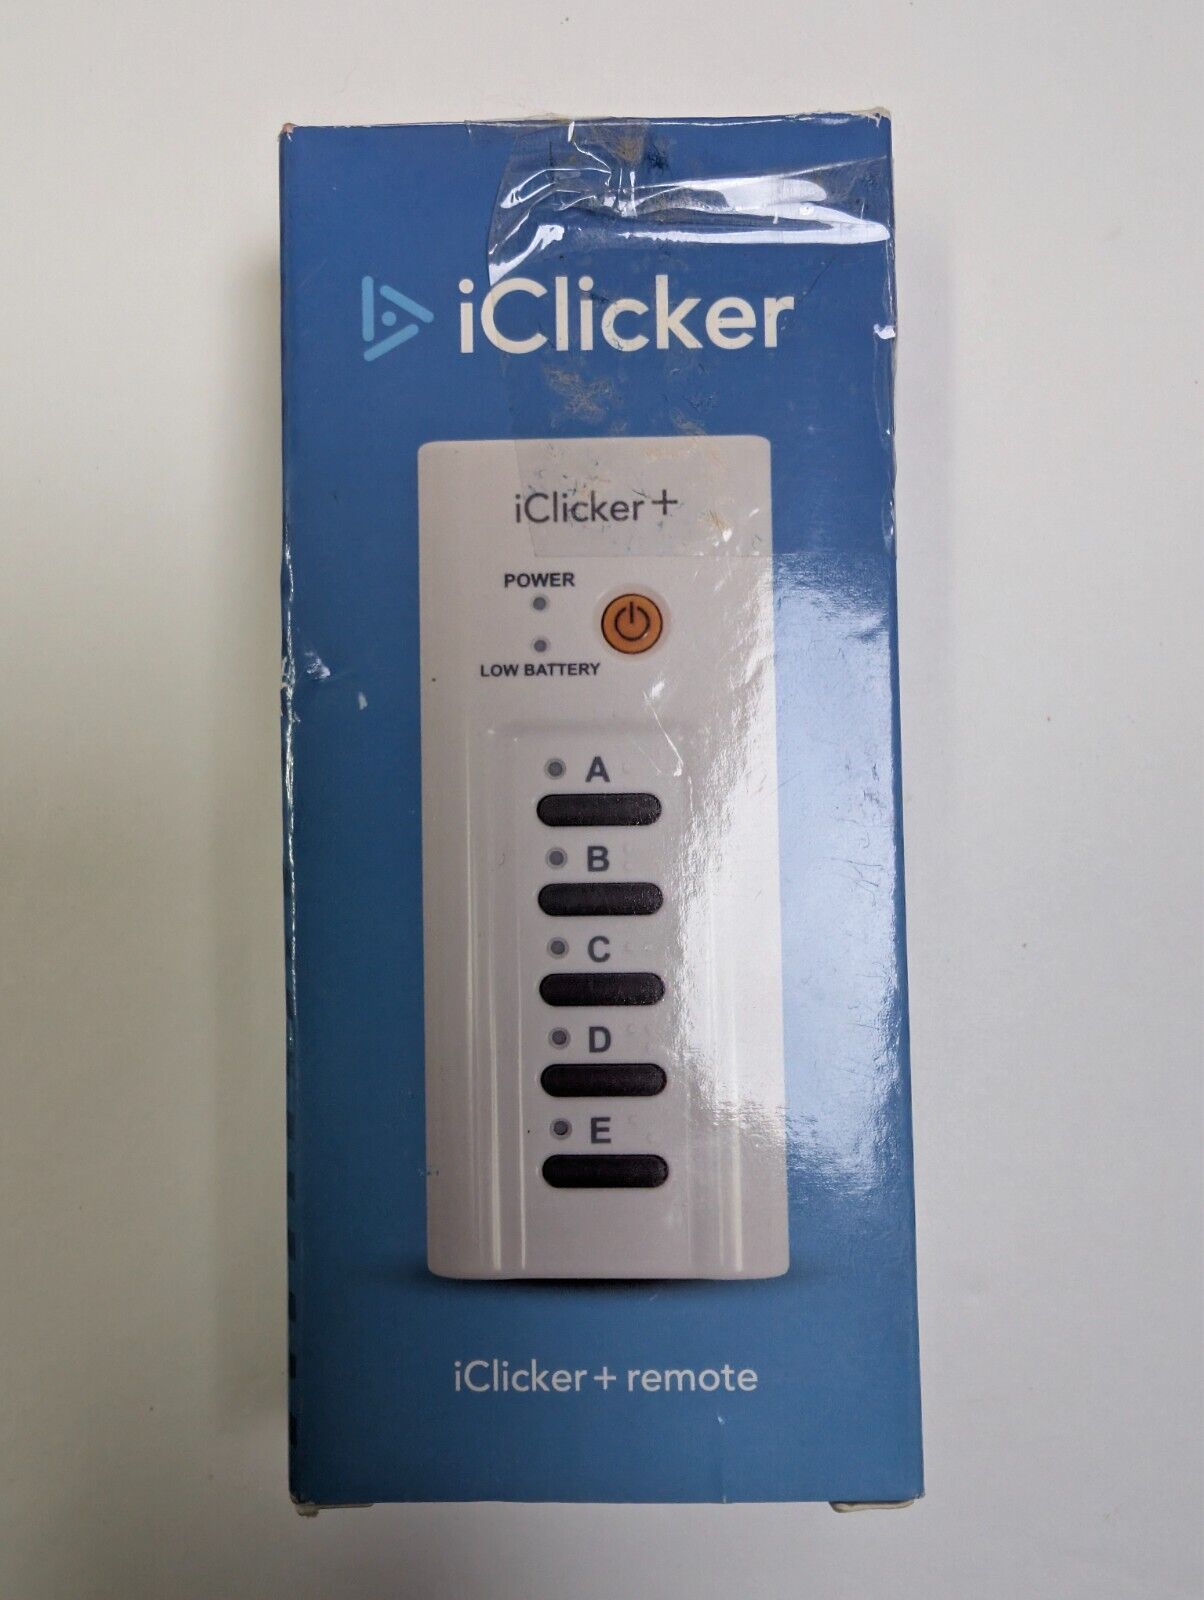 iClicker
iClicker+
POWER
LOW BATTERY
A
B
C
D
E
iClicker+ remote